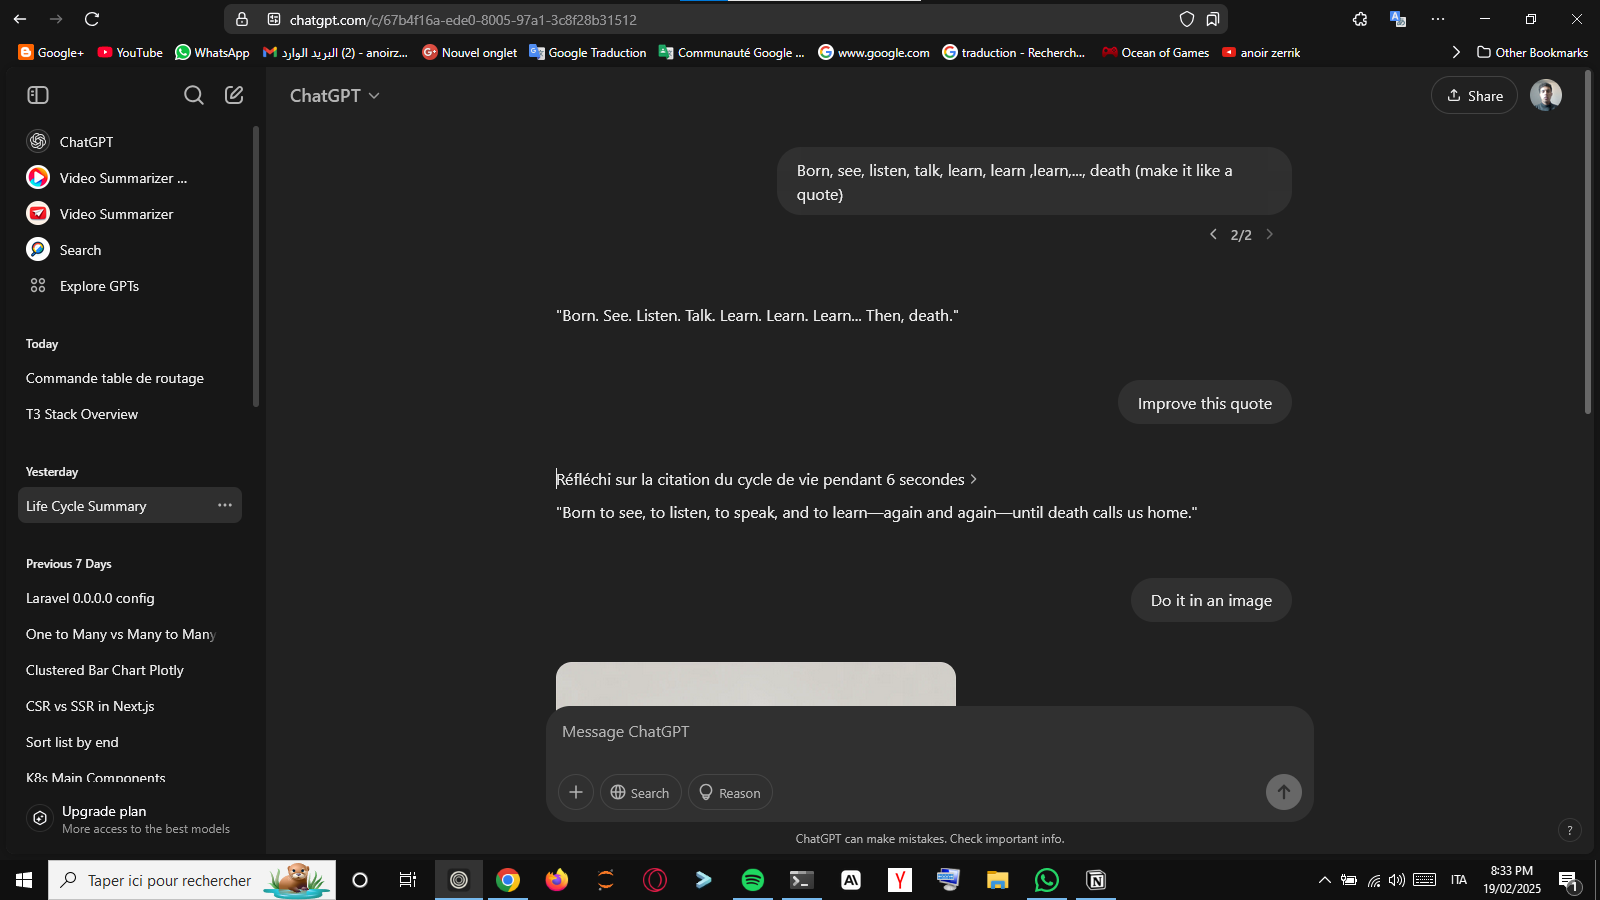 chatgpt.com/c/67b4f16a-ede0-8005-97a1-3c8f28b31512
Google+
YouTube
WhatsApp
البريد الوارد (2) - anoirz...
Nouvel onglet
Google Traduction
Communauté Google ...
www.google.com
traduction - Recherch...
Ocean of Games
anoir zerrik
Other Bookmarks
ChatGPT
Share
ChatGPT
Video Summarizer ...
Video Summarizer
Search
Explore GPTs
Today
Commande table de routage
T3 Stack Overview
Yesterday
Life Cycle Summary
Previous 7 Days
Laravel 0.0.0.0 config
One to Many vs Many to Many
Clustered Bar Chart Plotly
CSR vs SSR in Next.js
Sort list by end
K8s Main Components
Upgrade plan
More access to the best models
Born, see, listen, talk, learn, learn ,learn,..., death (make it like a
quote)
2/2
"Born. See. Listen. Talk. Learn. Learn. Learn... Then, death."
Improve this quote
Réfléchi sur la citation du cycle de vie pendant 6 secondes
"Born to see, to listen, to speak, and to learn—again and again—until death calls us home."
Do it in an image
Message ChatGPT
Search
Reason
ChatGPT can make mistakes. Check important info.
?
Taper ici pour rechercher
ITA
8:33 PM
19/02/2025
1